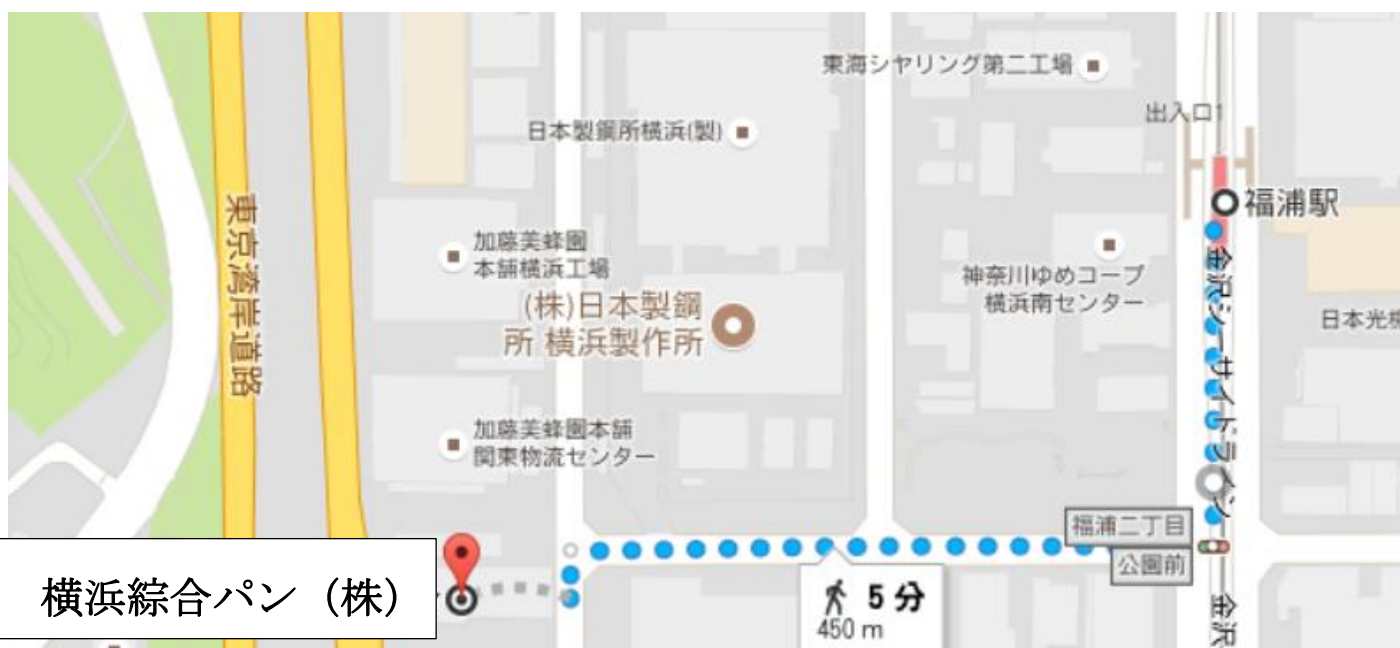 東海シヤリング第二工場
出入口1
日本製鋼所横浜(製)
福浦駅
東京湾岸道路
加藤美蜂園
本舗横浜工場
神奈川ゆめコープ
横浜南センター
金沢シーサイドライン
(株)日本製鋼
所 横浜製作所
日本光
加藤美蜂園本舗
関東物流センター
福浦二丁目
公園前
横浜綜合パン（株）
5 分
450 m
金沢